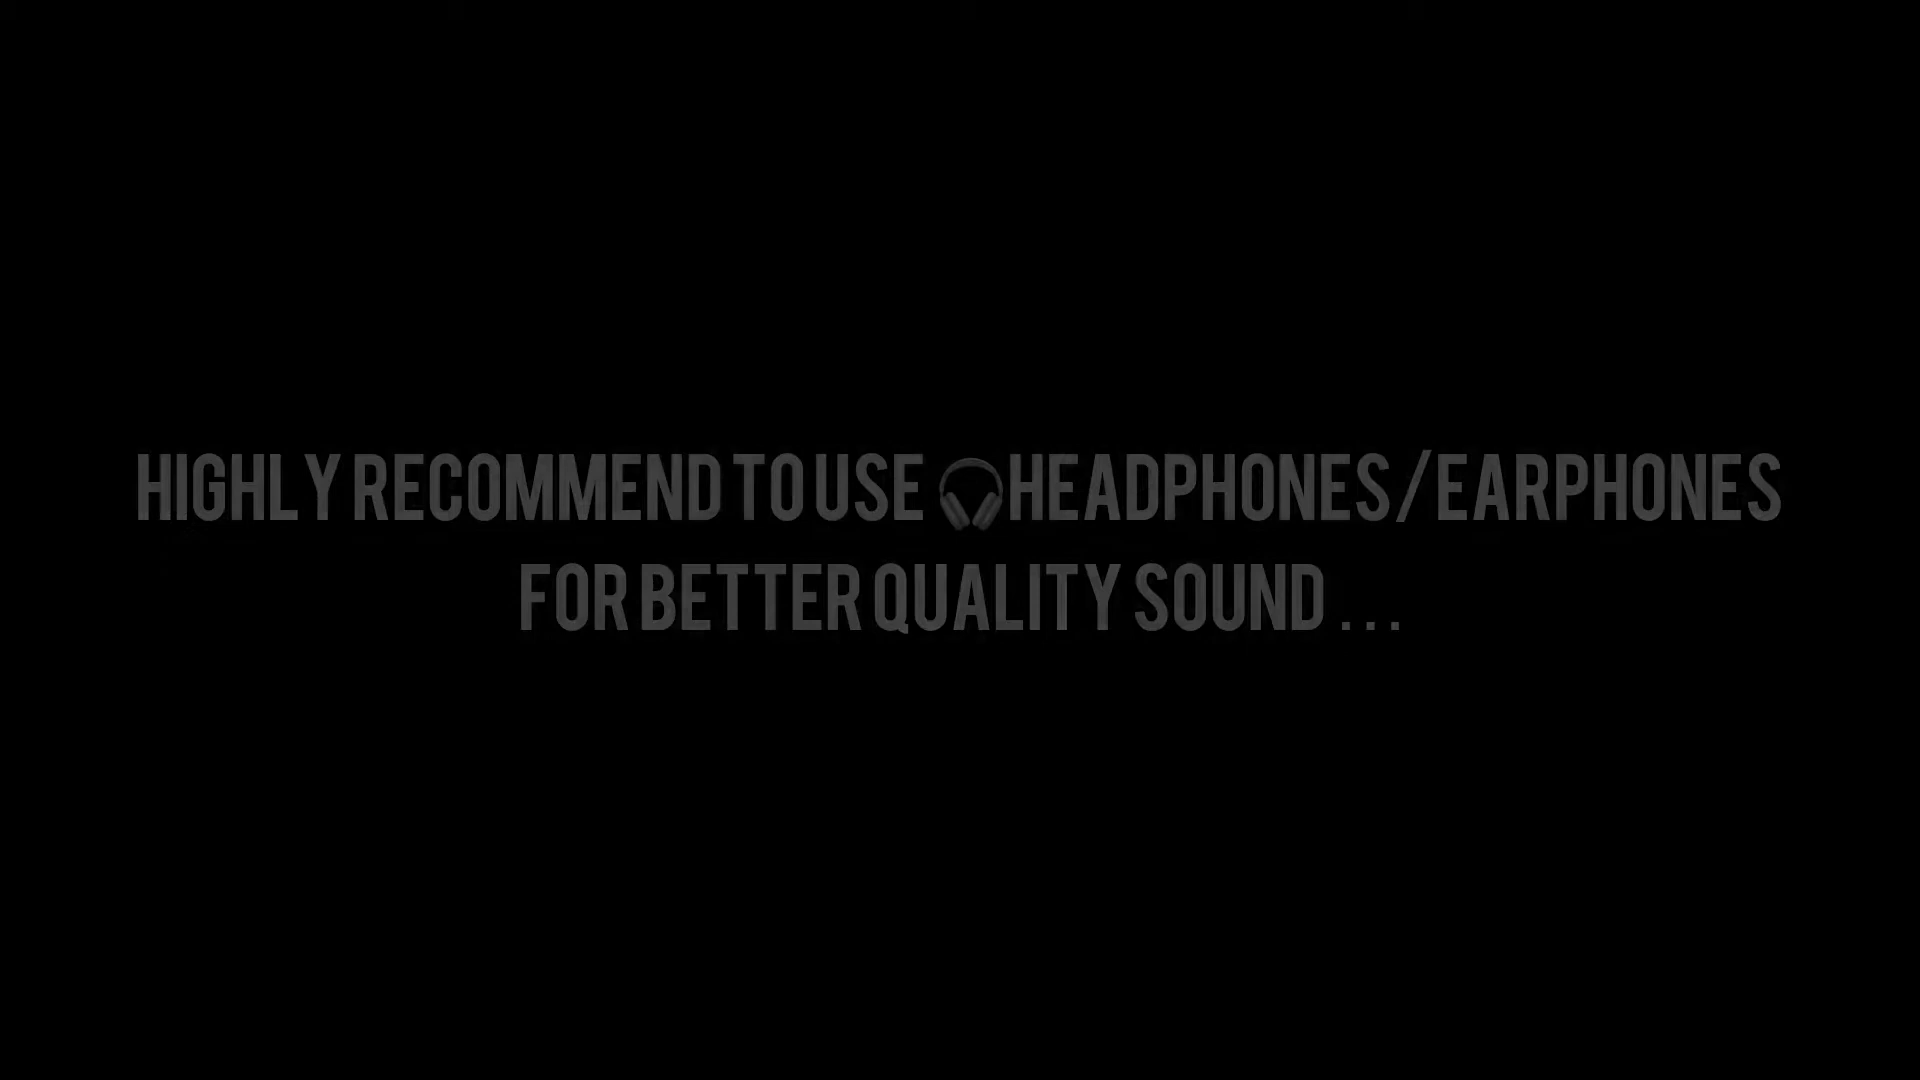 HIGHLY RECOMMEND TO USE 🎧HEADPHONES/EARPHONES
FOR BETTER QUALITY SOUND ...